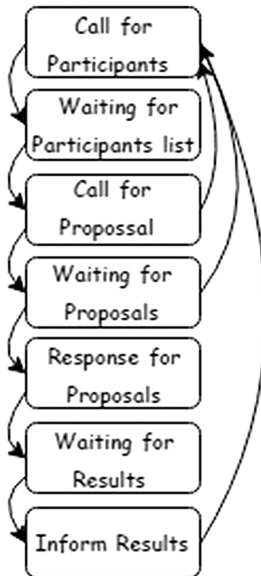 Call for
Participants
Waiting for
Participants list
Call for
Propossal
Waiting for
Proposals
Response for
Proposals
Waiting for
Results
Inform Results